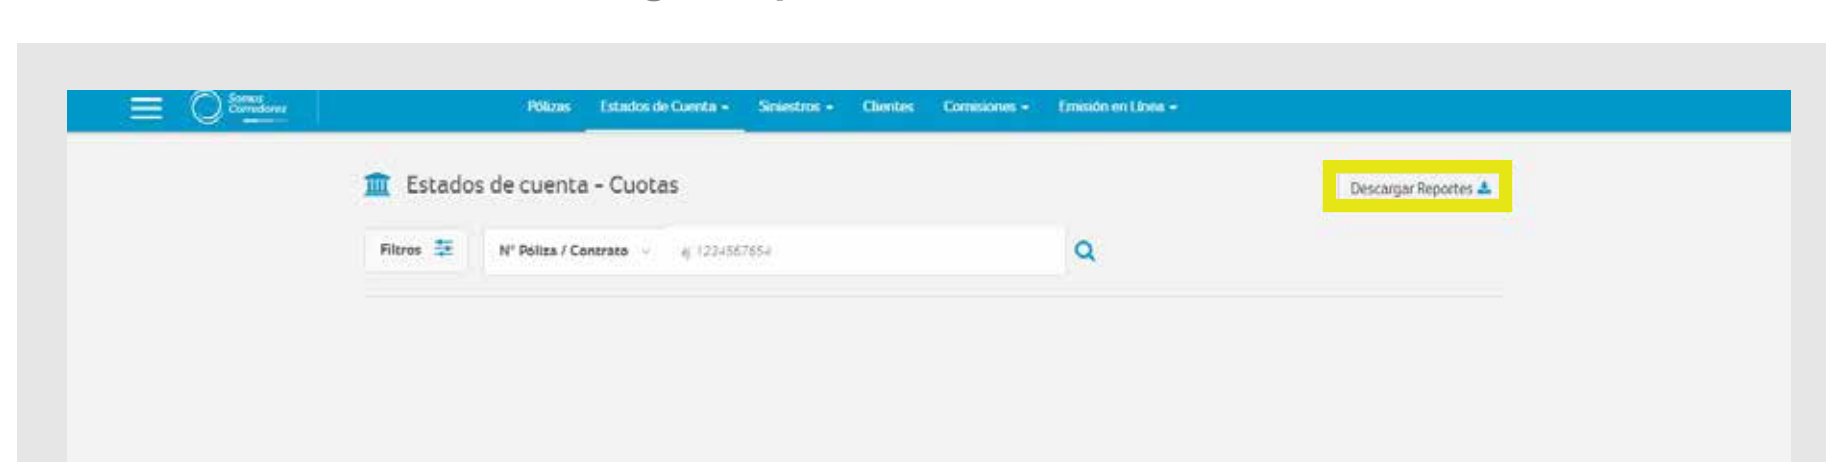 Somos
Corredores
Pólizas Estados de Cuenta Siniestros Clientes Comisiones Emisión en Línea
Estados de cuenta - Cuotas
Descargar Reportes
Filtros N° Póliza / Contrato ej 1234567654